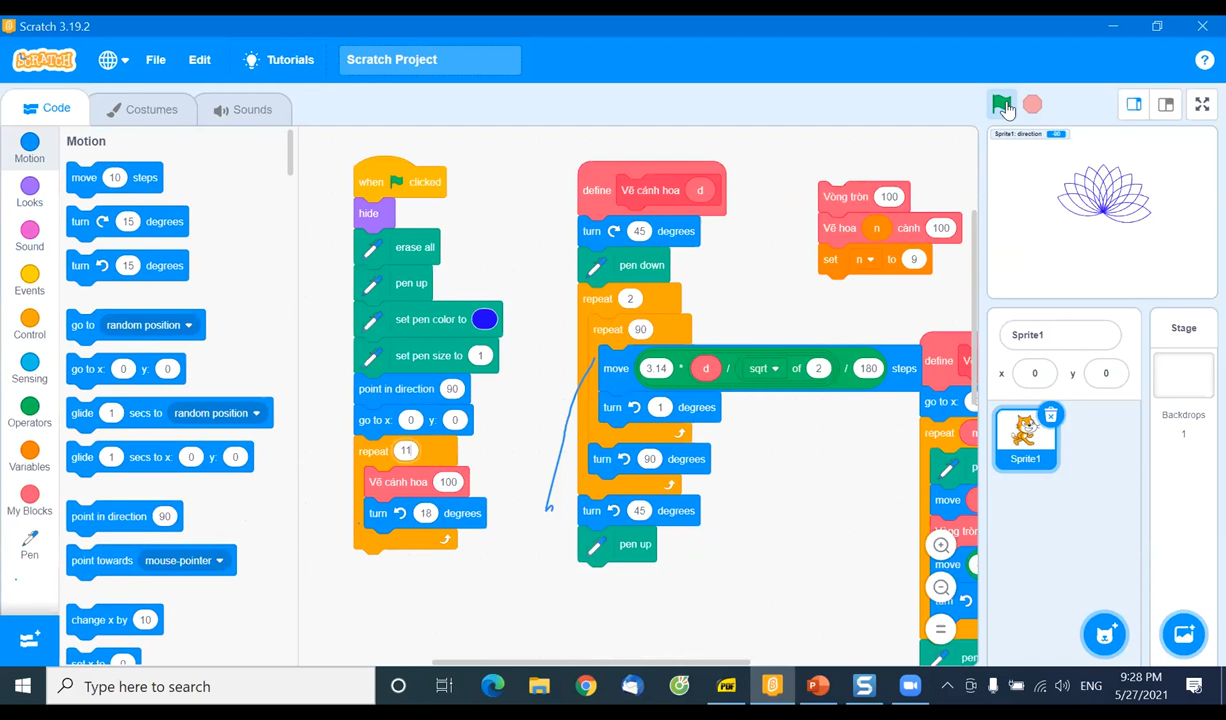 Scratch 3.19.2
SCRATCH
File
Edit
Tutorials
Scratch Project
Code
Costumes
Sounds
Motion
Looks
Sound
Events
Control
Sensing
Operators
Variables
My Blocks
Pen
Motion
move 10 steps
turn 15 degrees
turn 15 degrees
go to random position
go to x: 0 y: 0
glide 1 secs to random position
glide 1 secs to x: 0 y: 0
point in direction 90
point towards mouse-pointer
change x by 10
when clicked
hide
erase all
pen up
set pen color to
set pen size to 1
point in direction 90
go to x: 0 y: 0
repeat 11
Vẽ cánh hoa 100
turn 18 degrees
define Vẽ cánh hoa d
turn 45 degrees
pen down
repeat 2
repeat 90
move 3.14 * d / sqrt of 2 / 180 steps
turn 1 degrees
turn 90 degrees
turn 45 degrees
pen up
Vòng tròn 100
Vẽ hoa n cành 100
set n to 9
define
go to x:
repeat
move
Vòng tròn
move
turn
Sprite1: direction -90
Sprite1
x 0 y 0
Sprite1
Stage
Backdrops
1
Type here to search
PDF
ENG
9:28 PM
5/27/2021